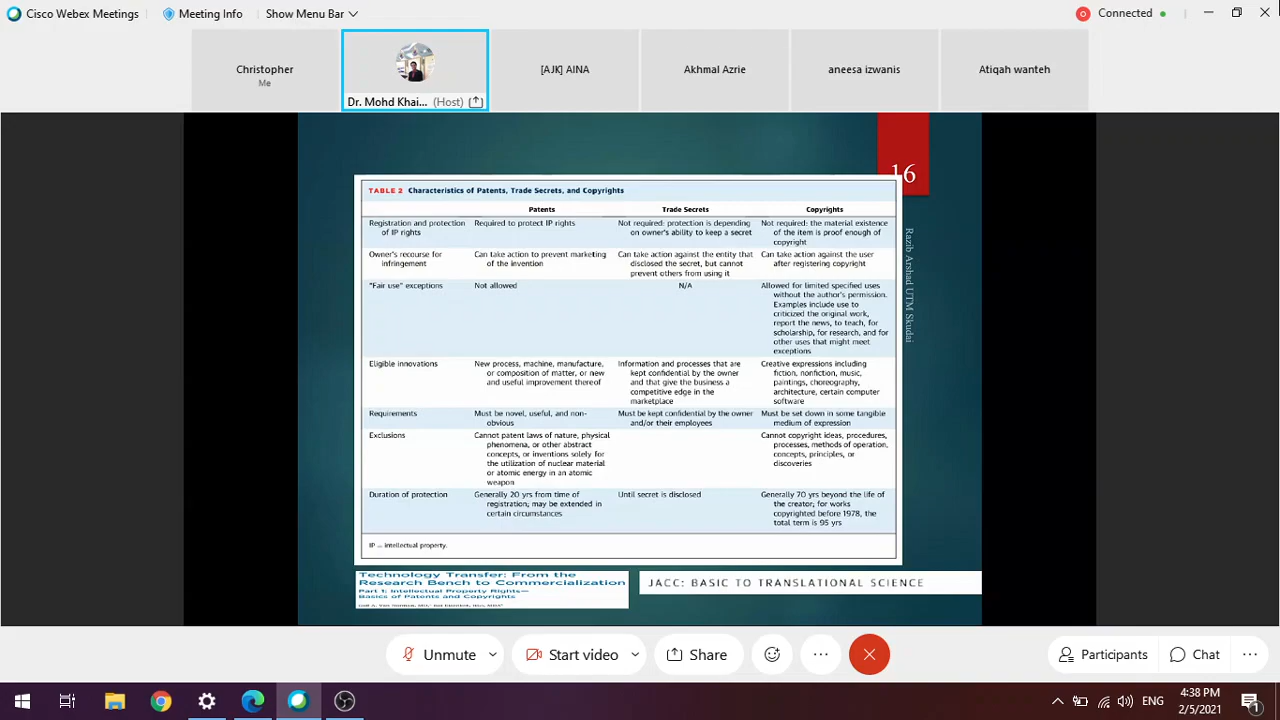 Cisco Webex Meetings
Meeting Info
Show Menu Bar
Connected
Christopher
Me
Dr. Mohd Khai... (Host)
[AJK] AINA
Akhmal Azrie
aneesa izwanis
Atiqah wanteh
16
Razib Arshad UTM Skudai
TABLE 2 Characteristics of Patents, Trade Secrets, and Copyrights
Patents
Trade Secrets
Copyrights
Registration and protection
of IP rights
Required to protect IP rights
Not required: protection is depending
on owner's ability to keep a secret
Not required: the material existence
of the item is proof enough of
copyright
Owner's recourse for
infringement
Can take action to prevent marketing
of the invention
Can take action against the entity that
disclosed the secret, but cannot
prevent others from using it
Can take action against the user
after registering copyright
"Fair use" exceptions
Not allowed
N/A
Allowed for limited specified uses
without the author's permission.
Examples include use to
criticized the original work,
report the news, to teach, for
scholarship, for research, and for
other uses that might meet
exceptions
Eligible innovations
New process, machine, manufacture,
or composition of matter, or new
and useful improvement thereof
Information and processes that are
kept confidential by the owner
and that give the business a
competitive edge in the
marketplace
Creative expressions including
fiction, nonfiction, music,
paintings, choreography,
architecture, certain computer
software
Requirements
Must be novel, useful, and non-
obvious
Must be kept confidential by the owner
and/or their employees
Must be set down in some tangible
medium of expression
Exclusions
Cannot patent laws of nature, physical
phenomena, or other abstract
concepts, or inventions solely for
the utilization of nuclear material
or atomic energy in an atomic
weapon
Cannot copyright ideas, procedures,
processes, methods of operation,
concepts, principles, or
discoveries
Duration of protection
Generally 20 yrs from time of
registration; may be extended in
certain circumstances
Until secret is disclosed
Generally 70 yrs beyond the life of
the creator; for works
copyrighted before 1978, the
total term is 95 yrs
IP = intellectual property.
Technology Transfer: From the
Research Bench to Commercialization
Part 1: Intellectual Property Rights—
Basics of Patents and Copyrights
JACC: BASIC TO TRANSLATIONAL SCIENCE
Unmute
Start video
Share
Participants
Chat
ENG
4:38 PM
2/5/2021
1